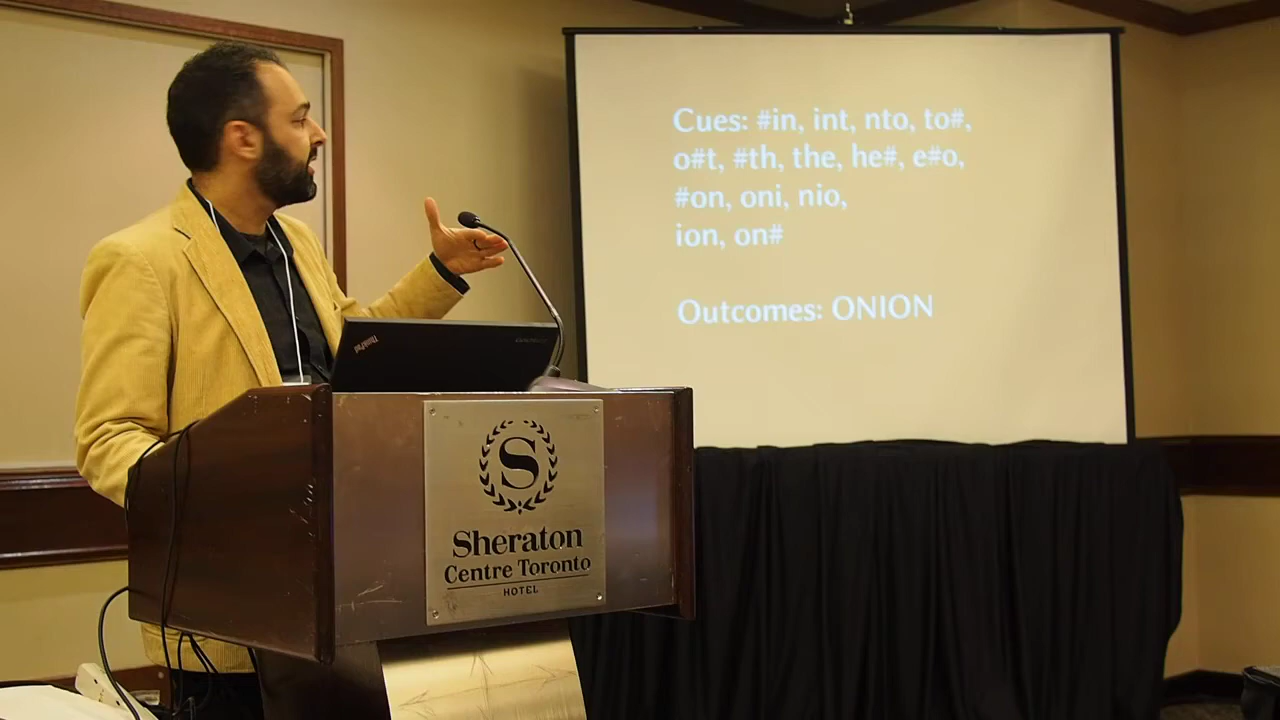 Cues: #in, int, nto, to#,
o#t, #th, the, he#, e#o,
#on, oni, nio,
ion, on#
Outcomes: ONION
ThinkPad
S
Sheraton
Centre Toronto
HOTEL